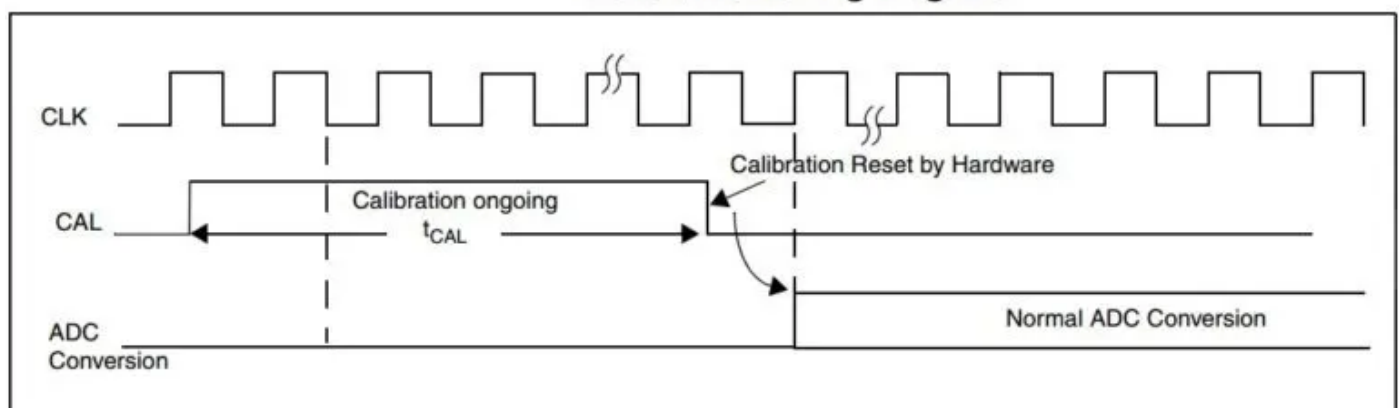 CLK
Calibration Reset by Hardware
CAL
Calibration ongoing
tCAL
Normal ADC Conversion
ADC
Conversion